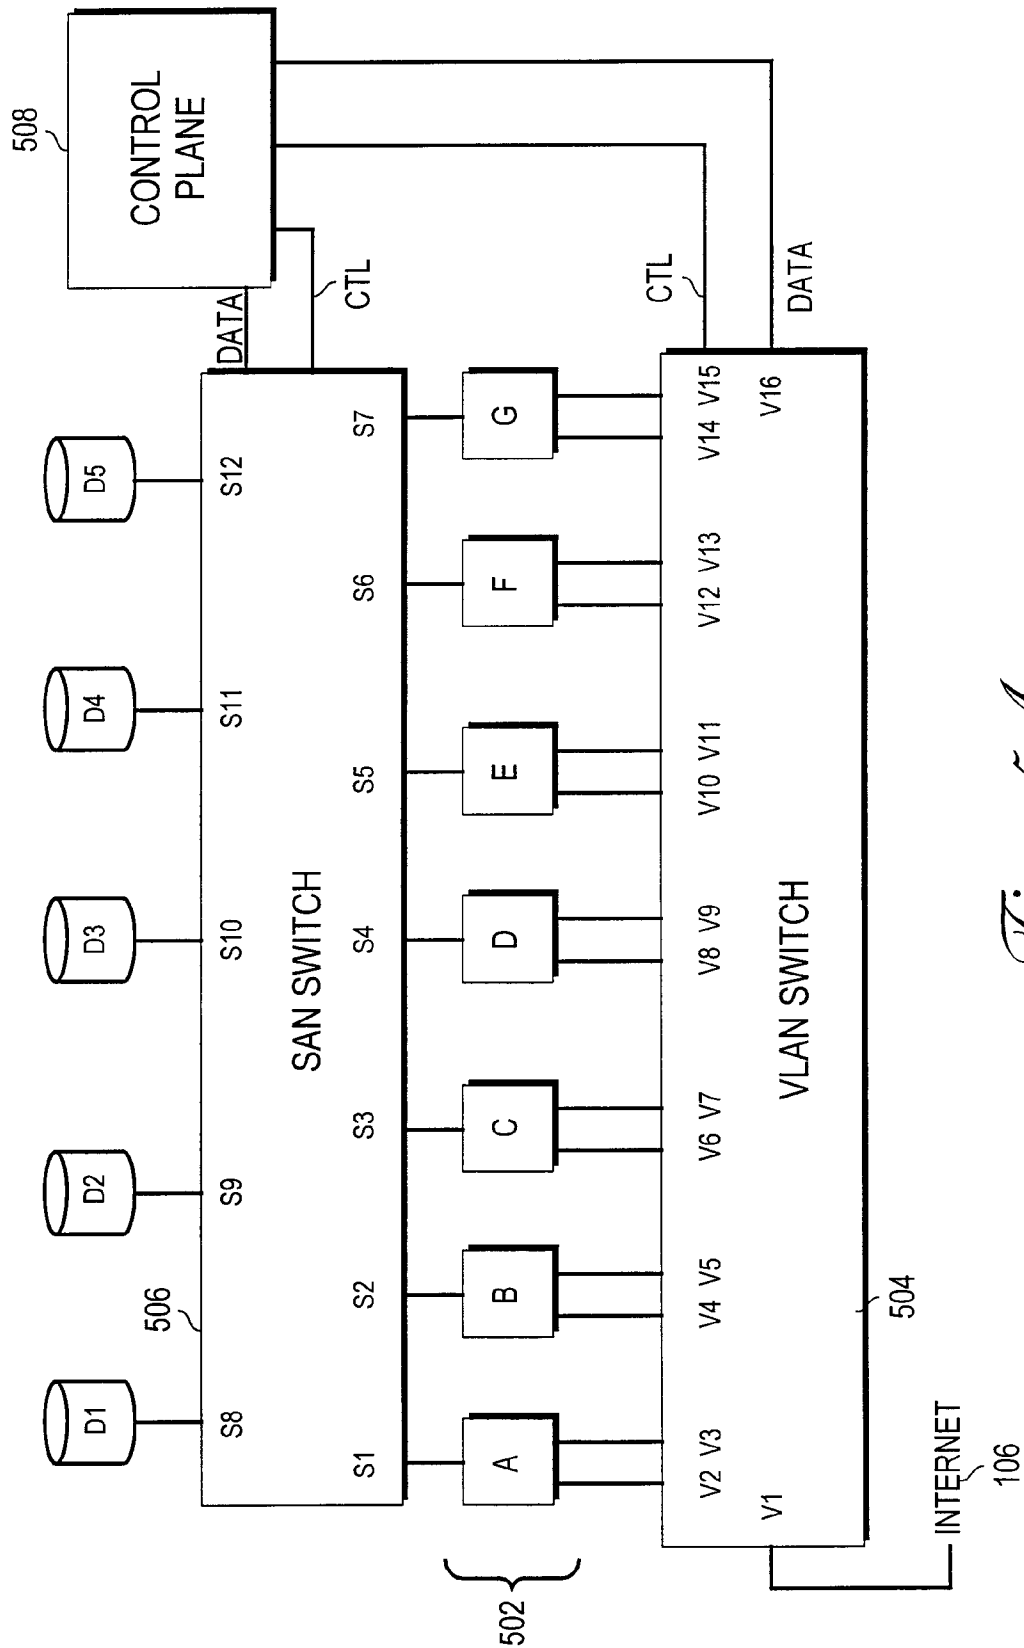 508
CONTROL
PLANE
D1
D2
D3
D4
D5
506
S8
S9
S10
S11
S12
DATA
CTL
SAN SWITCH
S1
S2
S3
S4
S5
S6
S7
502
A
B
C
D
E
F
G
CTL
V2 V3
V4 V5
V6 V7
V8 V9
V10 V11
V12 V13
V14 V15
V1
V16
DATA
VLAN SWITCH
504
INTERNET
106